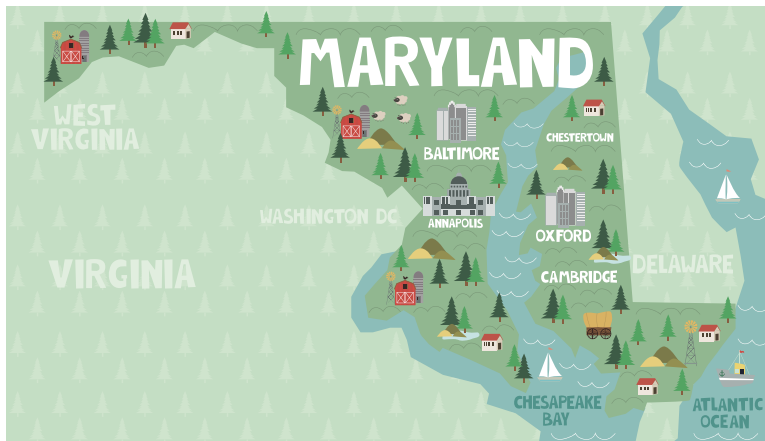 MARYLAND
WEST
VIRGINIA
CHESTERTOWN
BALTIMORE
WASHINGTON DC
ANNAPOLIS
OXFORD
VIRGINIA
DELAWARE
CAMBRIDGE
CHESAPEAKE
BAY
ATLANTIC
OCEAN